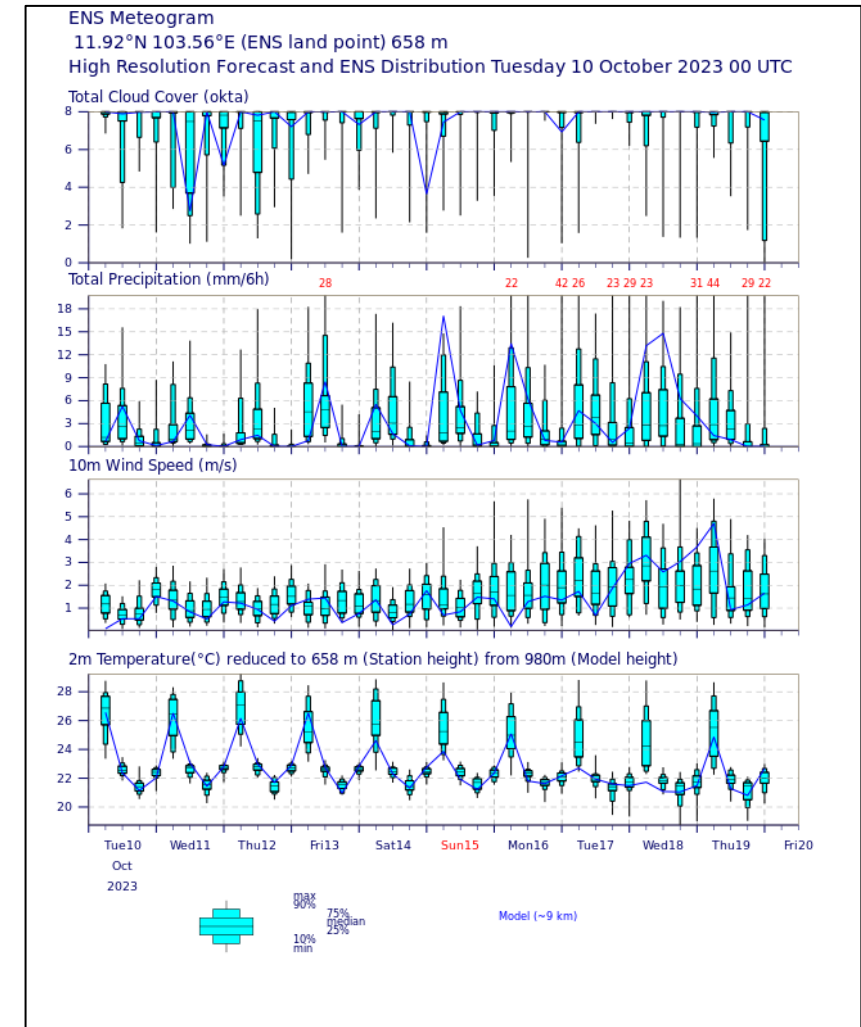 ENS Meteogram
11.92°N 103.56°E (ENS land point) 658 m
High Resolution Forecast and ENS Distribution Tuesday 10 October 2023 00 UTC
Total Cloud Cover (okta)
8
6
4
2
0
Total Precipitation (mm/6h)
28 22 42 26 23 29 23 31 44 29 22
18
15
12
9
6
3
0
10m Wind Speed (m/s)
6
5
4
3
2
1
2m Temperature(°C) reduced to 658 m (Station height) from 980m (Model height)
28
26
24
22
20
Tue10 Wed11 Thu12 Fri13 Sat14 Sun15 Mon16 Tue17 Wed18 Thu19 Fri20
Oct
2023
max
90%
75%
median
25%
10%
min
Model (~9 km)